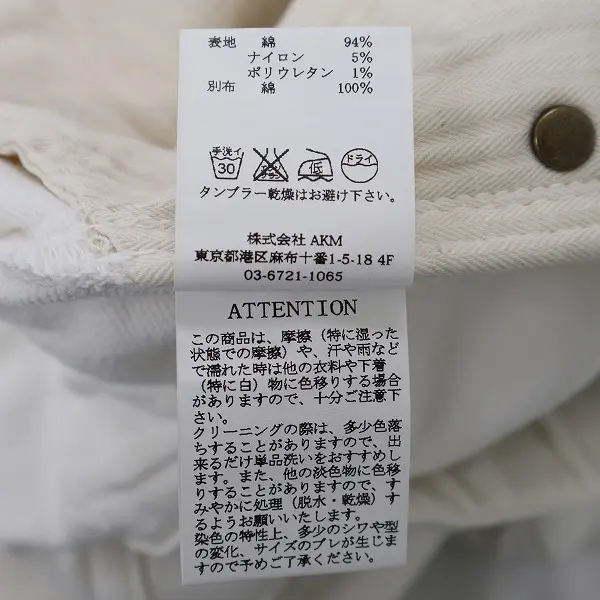 表地 綿 94%
ナイロン 5%
ポリウレタン 1%
別布 綿 100%
手洗イ 30 低 ドライ
タンブラー乾燥はお避け下さい。
株式会社 AKM
東京都港区麻布十番1-5-18 4F
03-6721-1065
ATTENTION
この商品は、摩擦(特に湿った
状態での摩擦)や、汗や雨など
で濡れた時は他の衣料や下着
(特に白)物に色移りする場合
がありますので、十分ご注意下
さい。
クリーニングの際は、多少色落
ちすることがありますので、出
来るだけ単品洗いをおすすめしま
す。また、他の淡色物に色移
りすることがありますので、す
みやかに処理(脱水・乾燥)す
るようお願いいたします。
染色の特性上、多少のシワや型
の変化、サイズのブレが生じま
すので予めご了承ください。